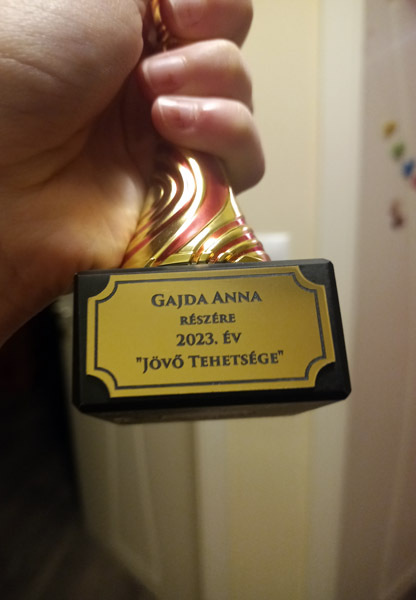 GAJDA ANNA
RÉSZÉRE
2023. ÉV
"JÖVŐ TEHETSÉGE"